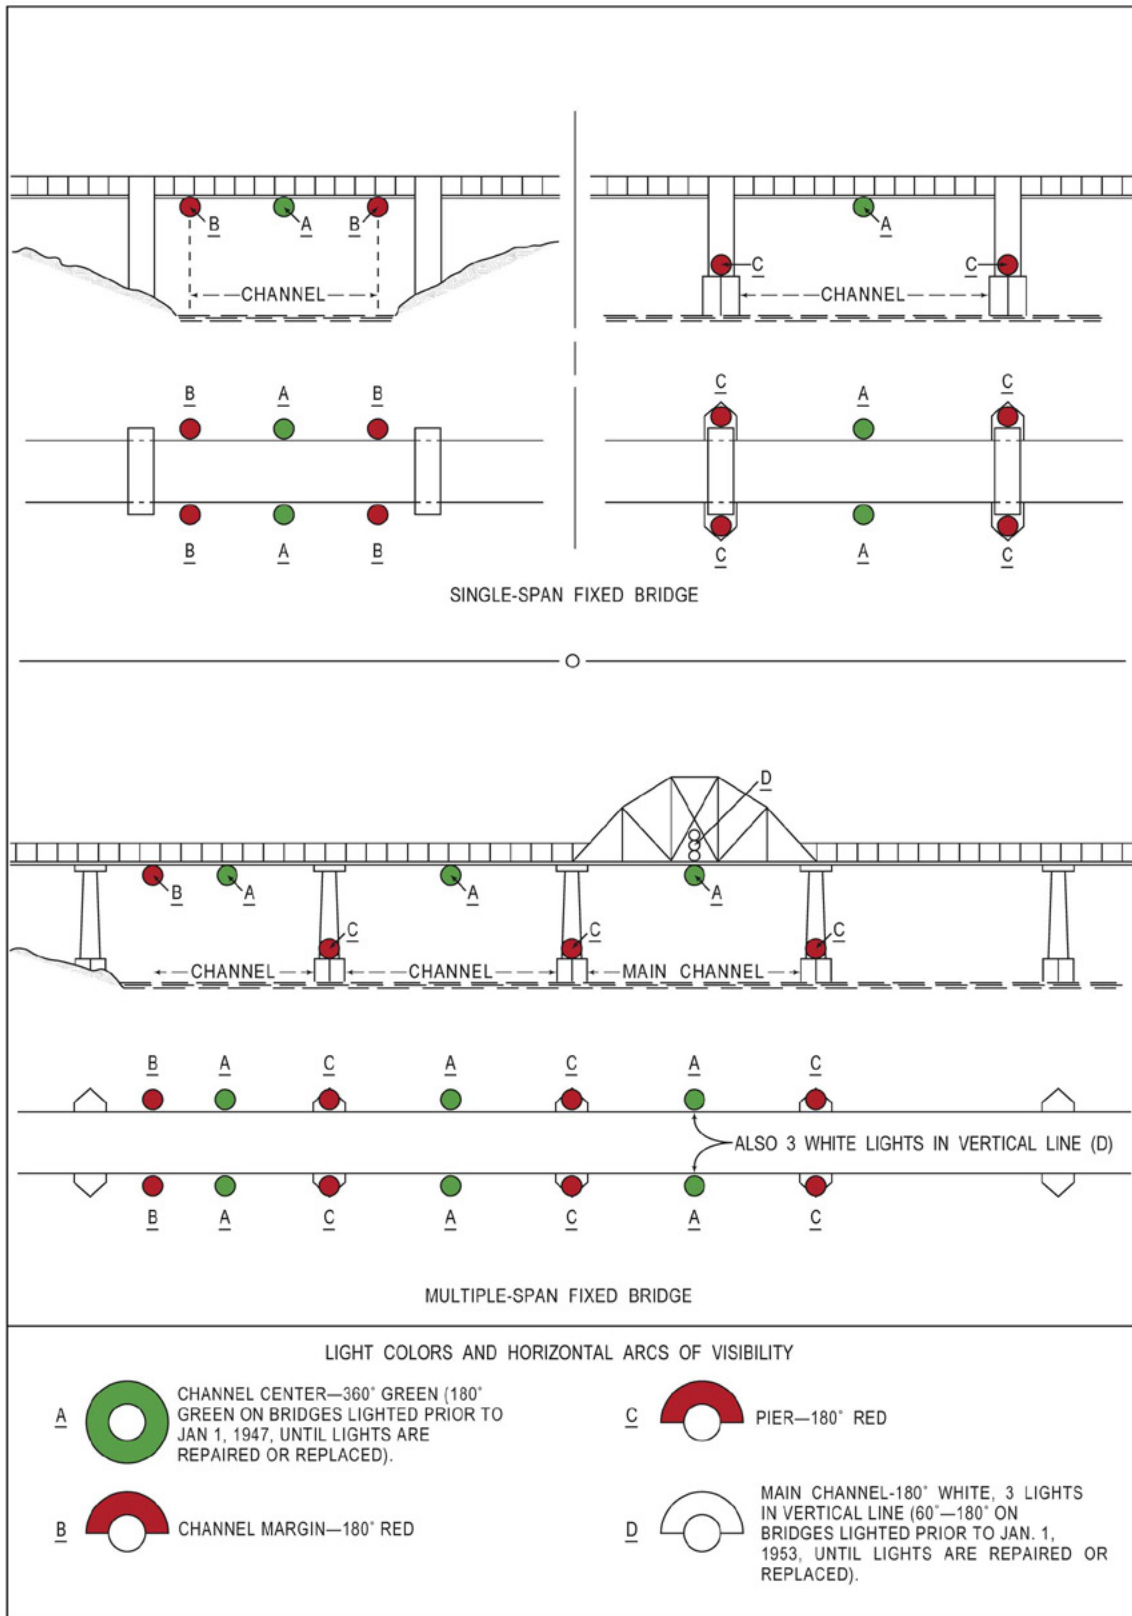 B A B A
C C
CHANNEL CHANNEL
B A B C A C
B A B C A C
SINGLE-SPAN FIXED BRIDGE
D
B A A A
C C C
CHANNEL CHANNEL MAIN CHANNEL
B A C A C A C
ALSO 3 WHITE LIGHTS IN VERTICAL LINE (D)
B A C A C A C
MULTIPLE-SPAN FIXED BRIDGE
LIGHT COLORS AND HORIZONTAL ARCS OF VISIBILITY
A
CHANNEL CENTER—360° GREEN (180°
GREEN ON BRIDGES LIGHTED PRIOR TO
JAN 1, 1947, UNTIL LIGHTS ARE
REPAIRED OR REPLACED).
B
CHANNEL MARGIN—180° RED
C
PIER—180° RED
D
MAIN CHANNEL-180° WHITE, 3 LIGHTS
IN VERTICAL LINE (60°—180° ON
BRIDGES LIGHTED PRIOR TO JAN. 1,
1953, UNTIL LIGHTS ARE REPAIRED OR
REPLACED).